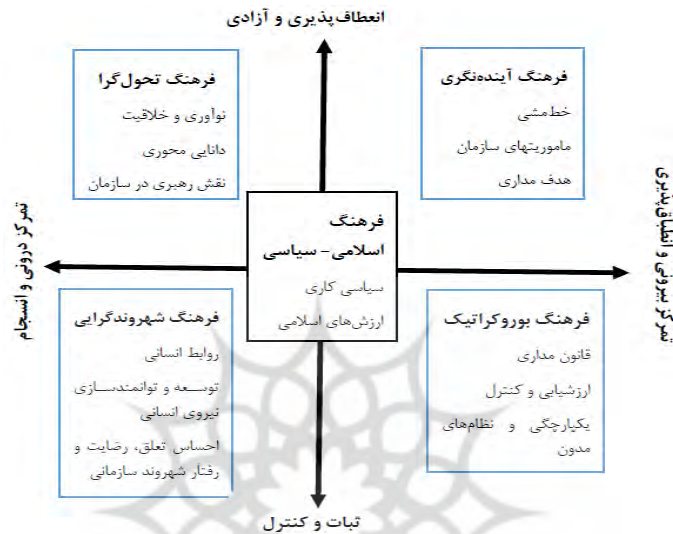 انعطاف‌پذیری و آزادی
فرهنگ آینده‌نگری
خط‌مشی
ماموریتهای سازمان
هدف مداری
فرهنگ تحول‌گرا
نوآوری و خلاقیت
دانایی محوری
نقش رهبری در سازمان
تمرکز بیرونی و انطباق‌پذیری
فرهنگ
اسلامی- سیاسی
سیاسی کاری
ارزش‌های اسلامی
تمرکز درونی و انسجام
فرهنگ بوروکراتیک
قانون مداری
ارزشیابی و کنترل
یکپارچگی و نظام‌های
مدون
فرهنگ شهروندگرایی
روابط انسانی
توسعه و توانمندسازی
نیروی انسانی
احساس تعلق، رضایت و
رفتار شهروند سازمانی
ثبات و کنترل